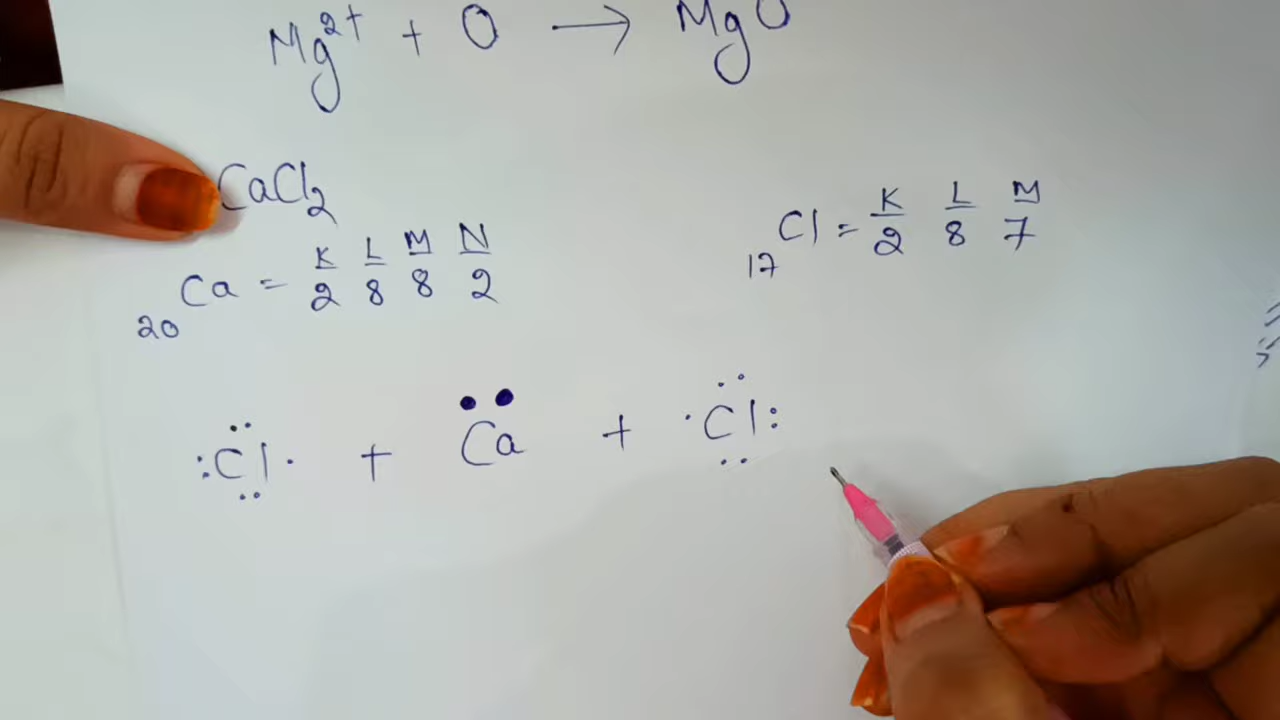 Mg²⁺ + O → MgO
CaCl₂
₂₀Ca = K/2 L/8 M/8 N/2
₁₇Cl = K/2 L/8 M/7
Cl + Ca + Cl